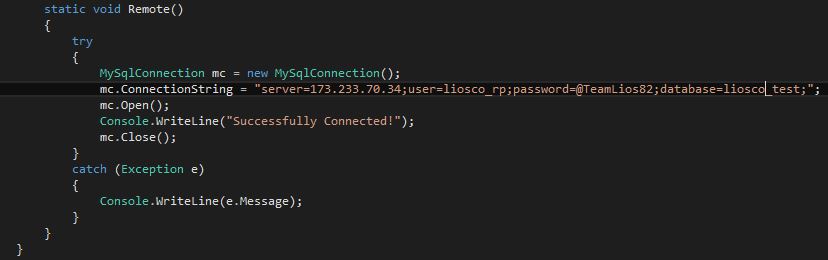 static void Remote()
{
try
{
MySqlConnection mc = new MySqlConnection();
mc.ConnectionString = "server=173.233.70.34;user=liosco_rp;password=@TeamLios82;database=liosco_test;";
mc.Open();
Console.WriteLine("Successfully Connected!");
mc.Close();
}
catch (Exception e)
{
Console.WriteLine(e.Message);
}
}
}